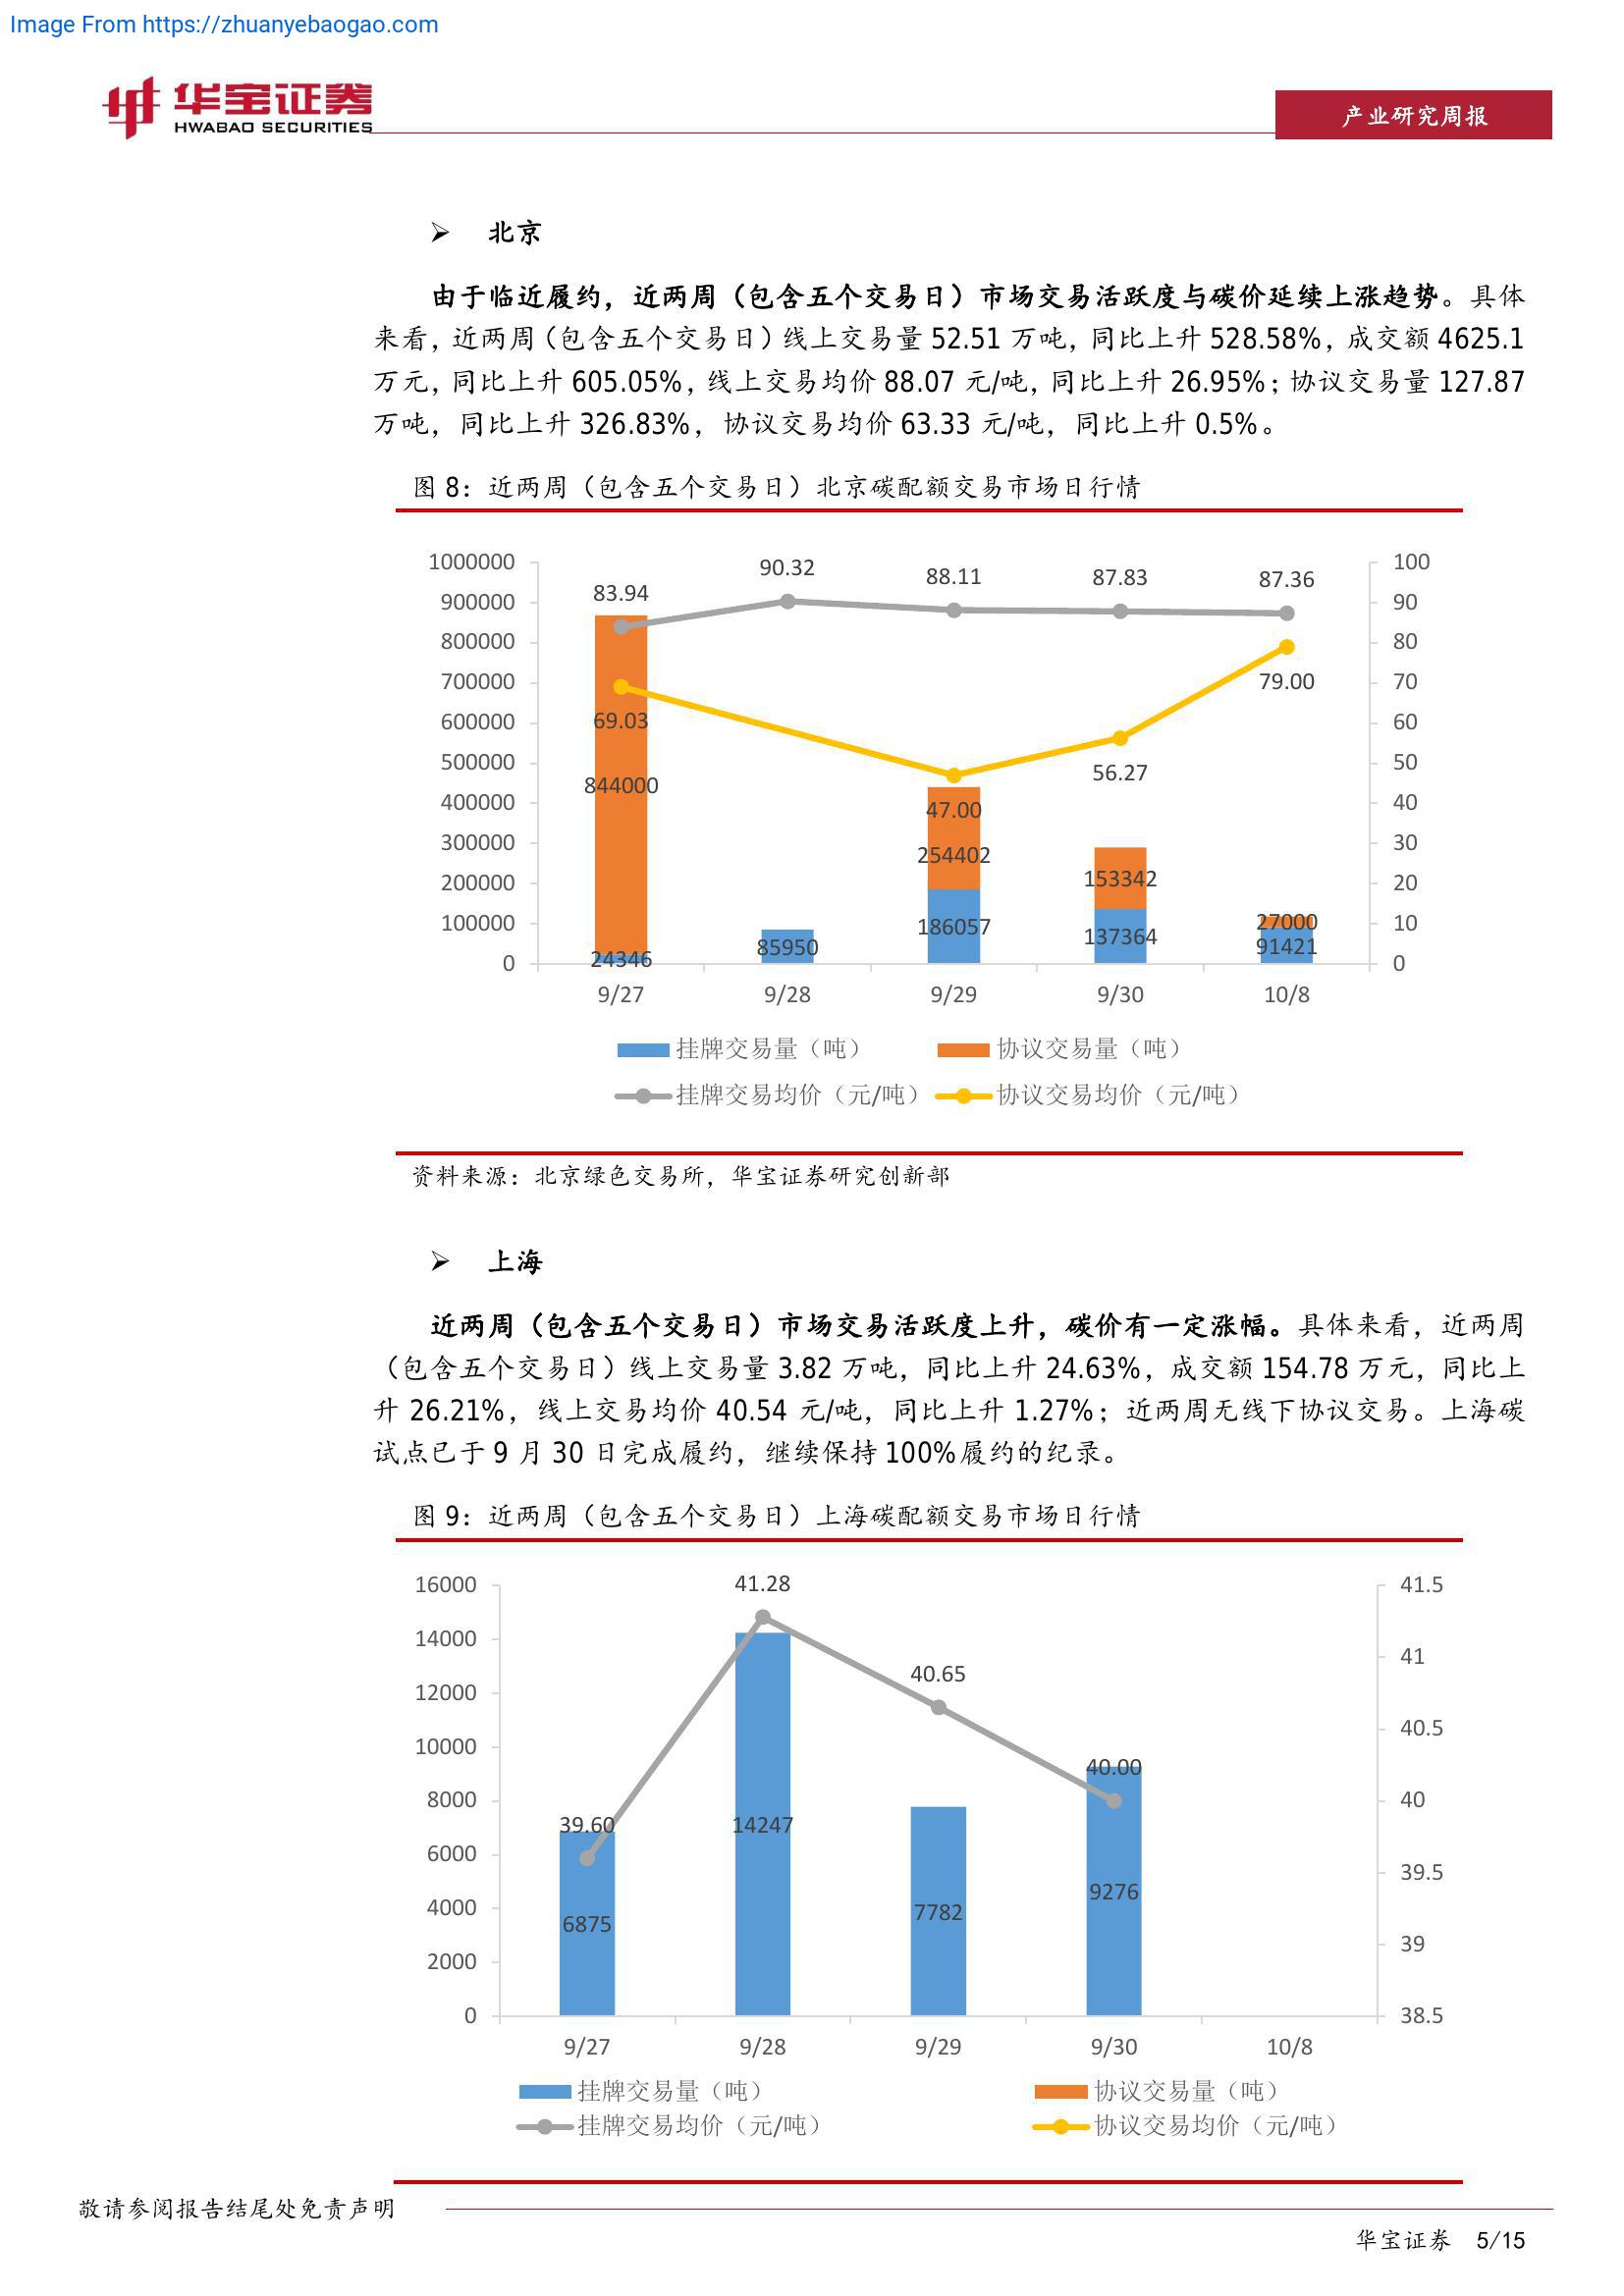 Image From https://zhuanyebaogao.com
华宝证券
HWABAO SECURITIES
产业研究周报
➢ 北京
由于临近履约，近两周（包含五个交易日）市场交易活跃度与碳价延续上涨趋势。具体
来看，近两周（包含五个交易日）线上交易量 52.51 万吨，同比上升 528.58%，成交额 4625.1
万元，同比上升 605.05%，线上交易均价 88.07 元/吨，同比上升 26.95%；协议交易量 127.87
万吨，同比上升 326.83%，协议交易均价 63.33 元/吨，同比上升 0.5%。
图 8：近两周（包含五个交易日）北京碳配额交易市场日行情
1000000
900000
800000
700000
600000
500000
400000
300000
200000
100000
0
83.94
90.32
88.11
87.83
87.36
69.03
47.00
56.27
79.00
844000
254402
153342
27000
24346
85950
186057
137364
91421
100
90
80
70
60
50
40
30
20
10
0
9/27
9/28
9/29
9/30
10/8
挂牌交易量（吨）
协议交易量（吨）
挂牌交易均价（元/吨）
协议交易均价（元/吨）
资料来源：北京绿色交易所，华宝证券研究创新部
➢ 上海
近两周（包含五个交易日）市场交易活跃度上升，碳价有一定涨幅。具体来看，近两周
（包含五个交易日）线上交易量 3.82 万吨，同比上升 24.63%，成交额 154.78 万元，同比上
升 26.21%，线上交易均价 40.54 元/吨，同比上升 1.27%；近两周无线下协议交易。上海碳
试点已于 9 月 30 日完成履约，继续保持 100%履约的纪录。
图 9：近两周（包含五个交易日）上海碳配额交易市场日行情
16000
14000
12000
10000
8000
6000
4000
2000
0
39.60
41.28
40.65
40.00
6875
14247
7782
9276
41.5
41
40.5
40
39.5
39
38.5
9/27
9/28
9/29
9/30
10/8
挂牌交易量（吨）
协议交易量（吨）
挂牌交易均价（元/吨）
协议交易均价（元/吨）
敬请参阅报告结尾处免责声明
华宝证券 5/15